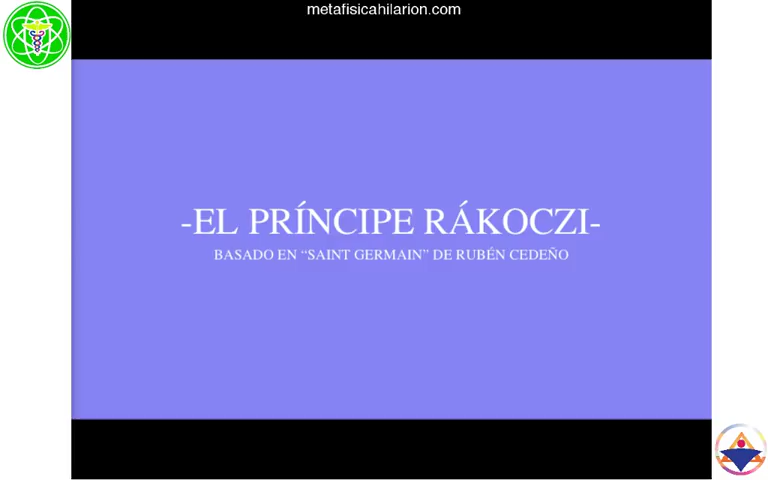 metafisicahilarion.com
-EL PRÍNCIPE RÁKOCZI-
BASADO EN “SAINT GERMAIN” DE RUBÉN CEDEÑO